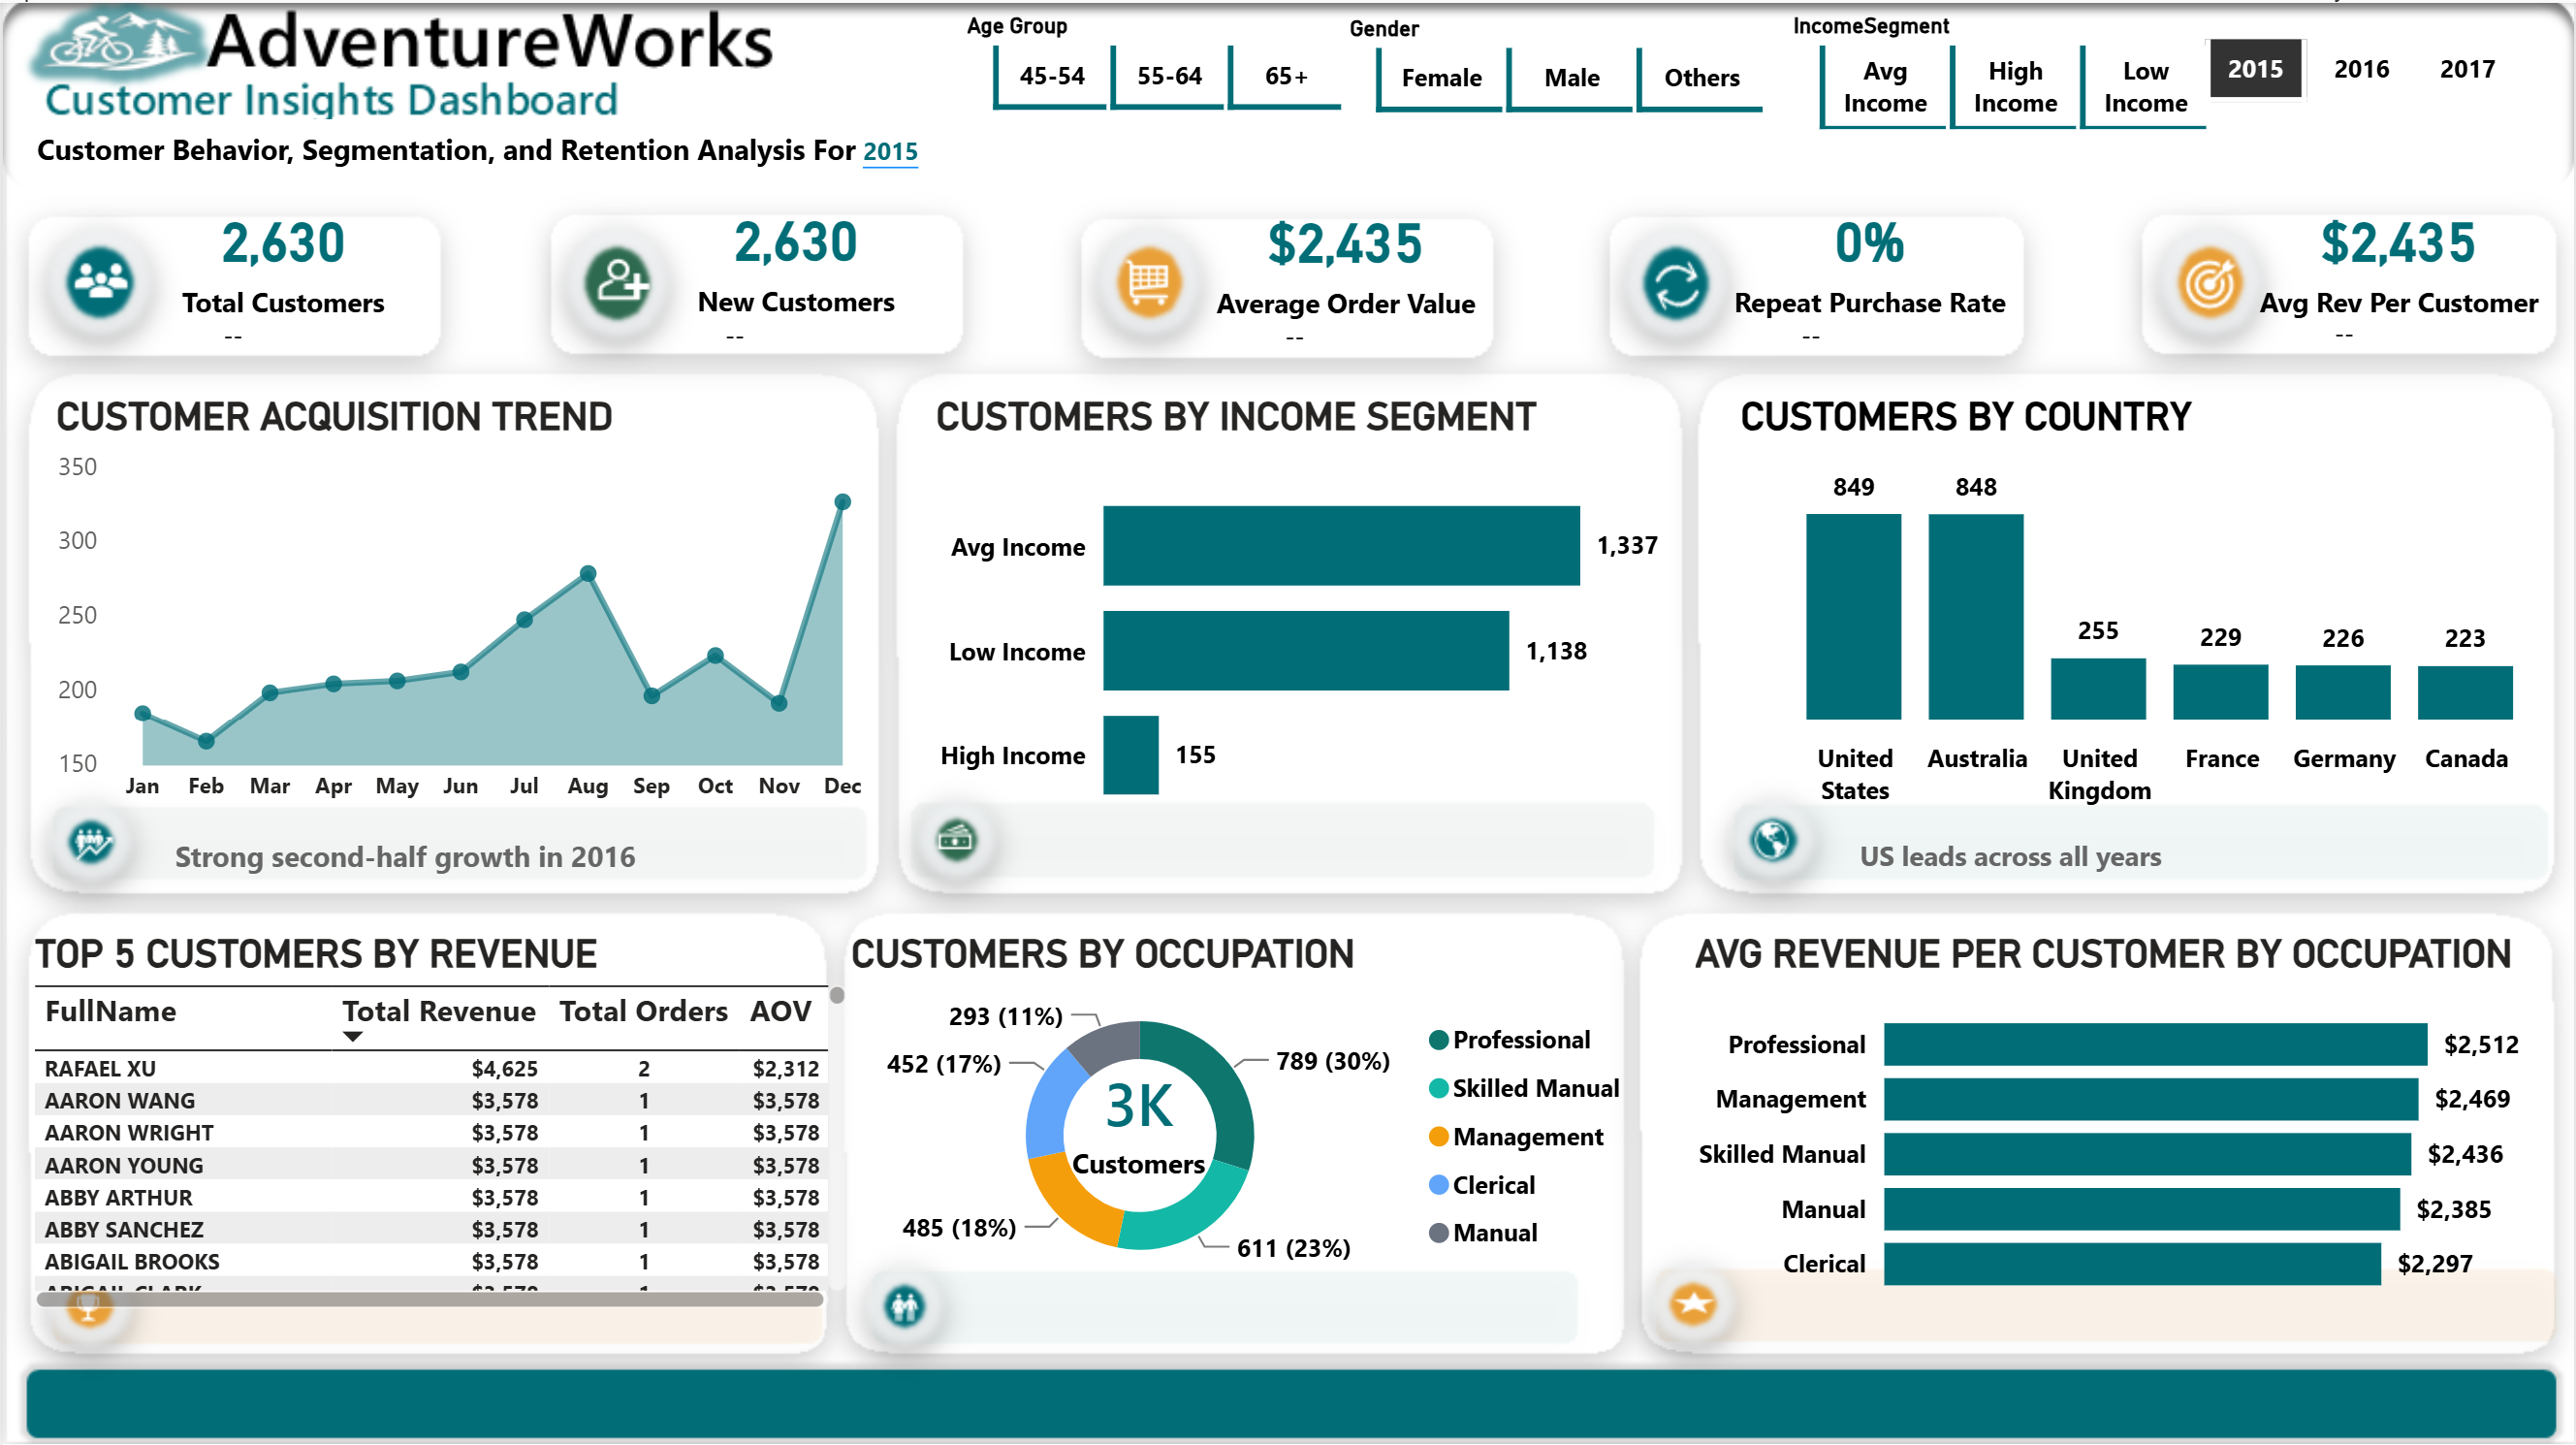 AdventureWorks
Customer Insights Dashboard
Customer Behavior, Segmentation, and Retention Analysis For 2015
Age Group
45-54 55-64 65+
Gender
Female Male Others
IncomeSegment
Avg Income High Income Low Income
2015 2016 2017
2,630
Total Customers
--
2,630
New Customers
--
$2,435
Average Order Value
--
0%
Repeat Purchase Rate
--
$2,435
Avg Rev Per Customer
--
CUSTOMER ACQUISITION TREND
350
300
250
200
150
Jan Feb Mar Apr May Jun Jul Aug Sep Oct Nov Dec
Strong second-half growth in 2016
CUSTOMERS BY INCOME SEGMENT
Avg Income 1,337
Low Income 1,138
High Income 155
CUSTOMERS BY COUNTRY
849 848 255 229 226 223
United States Australia United Kingdom France Germany Canada
US leads across all years
TOP 5 CUSTOMERS BY REVENUE
FullName Total Revenue Total Orders AOV
RAFAEL XU $4,625 2 $2,312
AARON WANG $3,578 1 $3,578
AARON WRIGHT $3,578 1 $3,578
AARON YOUNG $3,578 1 $3,578
ABBY ARTHUR $3,578 1 $3,578
ABBY SANCHEZ $3,578 1 $3,578
ABIGAIL BROOKS $3,578 1 $3,578
CUSTOMERS BY OCCUPATION
293 (11%)
452 (17%)
789 (30%)
485 (18%)
611 (23%)
3K
Customers
Professional
Skilled Manual
Management
Clerical
Manual
AVG REVENUE PER CUSTOMER BY OCCUPATION
Professional $2,512
Management $2,469
Skilled Manual $2,436
Manual $2,385
Clerical $2,297